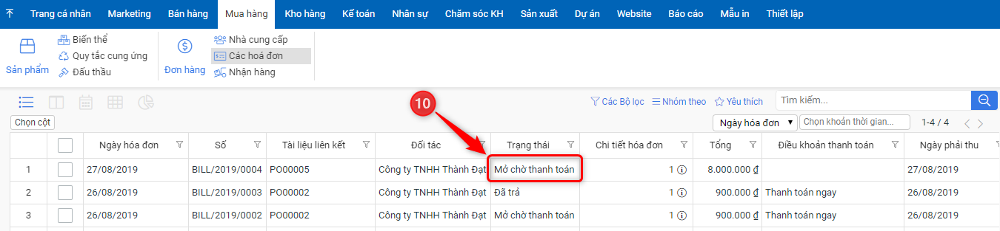 Trang cá nhân Marketing Bán hàng Mua hàng Kho hàng Kế toán Nhân sự Chăm sóc KH Sản xuất Dự án Website Báo cáo Mẫu in Thiết lập
Sản phẩm
Biến thể
Quy tắc cung ứng
Đấu thầu
Đơn hàng
Nhà cung cấp
Các hoá đơn
Nhận hàng
10
Các Bộ lọc Nhóm theo Yêu thích Tìm kiếm...
Chọn cột Ngày hóa đơn Chọn khoản thời gian... 1-4 / 4
Ngày hóa đơn Số Tài liệu liên kết Đối tác Trạng thái Chi tiết hóa đơn Tổng Điều khoản thanh toán Ngày phải thu
1 27/08/2019 BILL/2019/0004 PO00005 Công ty TNHH Thành Đạt Mở chờ thanh toán 1 8.000.000 ₫ 27/08/2019
2 26/08/2019 BILL/2019/0003 PO00002 Công ty TNHH Thành Đạt Đã trả 1 900.000 ₫ Thanh toán ngay 26/08/2019
3 26/08/2019 BILL/2019/0002 PO00002 Công ty TNHH Thành Đạt Mở chờ thanh toán 1 900.000 ₫ Thanh toán ngay 26/08/2019